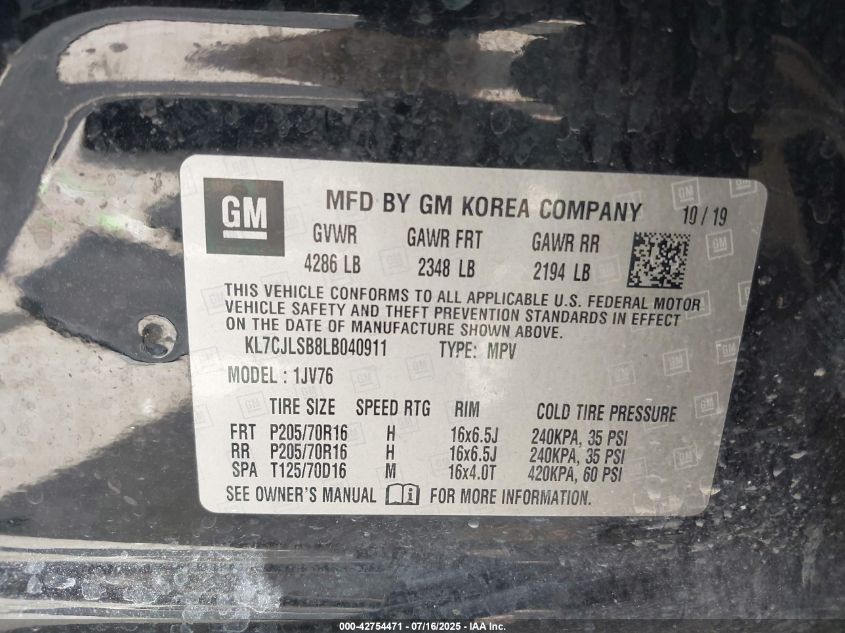 GM
MFD BY GM KOREA COMPANY 10 / 19
GVWR GAWR FRT GAWR RR
4286 LB 2348 LB 2194 LB
THIS VEHICLE CONFORMS TO ALL APPLICABLE U.S. FEDERAL MOTOR
VEHICLE SAFETY AND THEFT PREVENTION STANDARDS IN EFFECT
ON THE DATE OF MANUFACTURE SHOWN ABOVE.
KL7CJLSB8LB040911 TYPE: MPV
MODEL : 1JV76
TIRE SIZE SPEED RTG RIM COLD TIRE PRESSURE
FRT P205/70R16 H 16x6.5J 240KPA, 35 PSI
RR P205/70R16 H 16x6.5J 240KPA, 35 PSI
SPA T125/70D16 M 16x4.0T 420KPA, 60 PSI
SEE OWNER'S MANUAL FOR MORE INFORMATION.
000-42754471 - 07/16/2025 - IAA Inc.